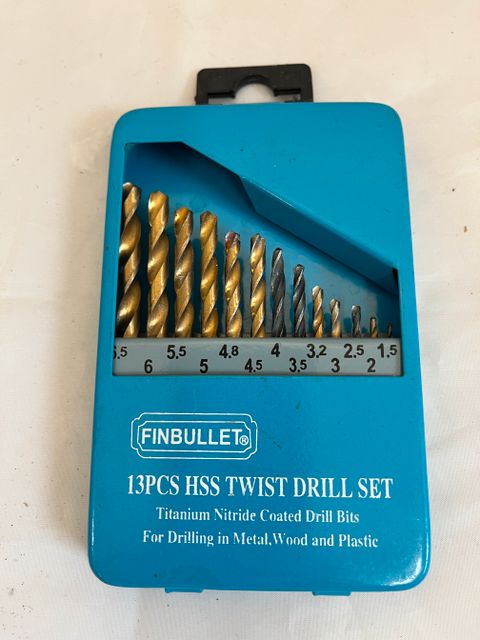 6.5 5.5 4.8 4 3.2 2.5 1.5
6 5 4.5 3.5 3 2
FINBULLET®
13PCS HSS TWIST DRILL SET
Titanium Nitride Coated Drill Bits
For Drilling in Metal,Wood and Plastic